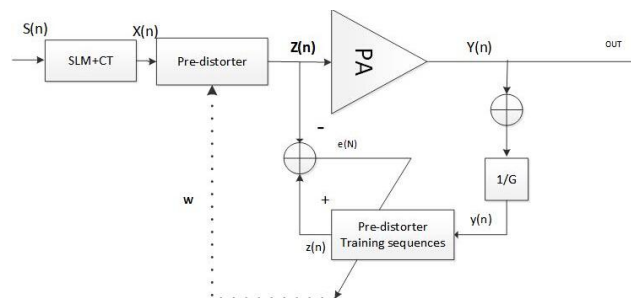 S(n)
X(n)
Z(n)
Y(n)
OUT
SLM+CT
Pre-distorter
PA
-
e(N)
1/G
w
+
Pre-distorter
Training sequences
z(n)
y(n)